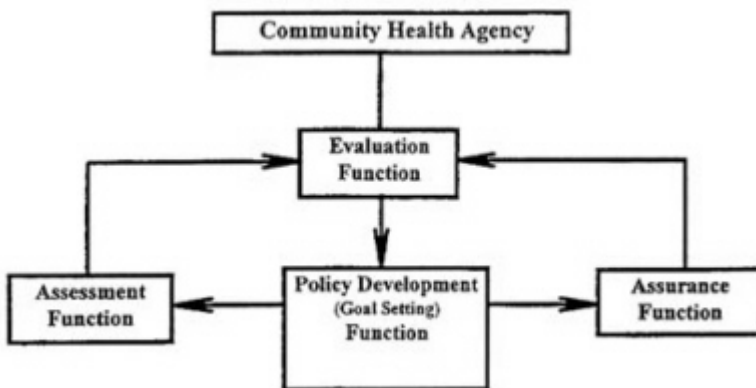 Community Health Agency
Evaluation
Function
Assessment
Function
Policy Development
(Goal Setting)
Function
Assurance
Function